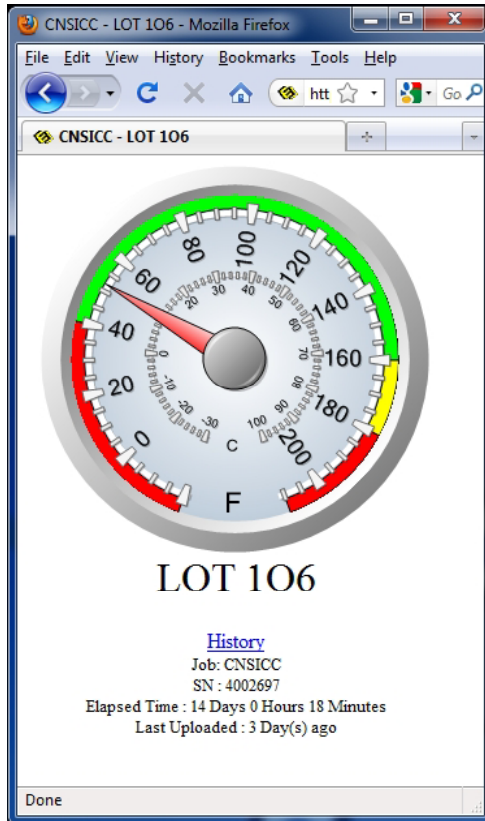 CNSICC - LOT 1O6 - Mozilla Firefox
File Edit View History Bookmarks Tools Help
htt
Go
CNSICC - LOT 1O6
0
20
40
60
80
100
120
140
160
180
200
-30
-20
-10
0
20
30
40
50
60
70
80
90
100
C
F
LOT 1O6
History
Job: CNSICC
SN : 4002697
Elapsed Time : 14 Days 0 Hours 18 Minutes
Last Uploaded : 3 Day(s) ago
Done